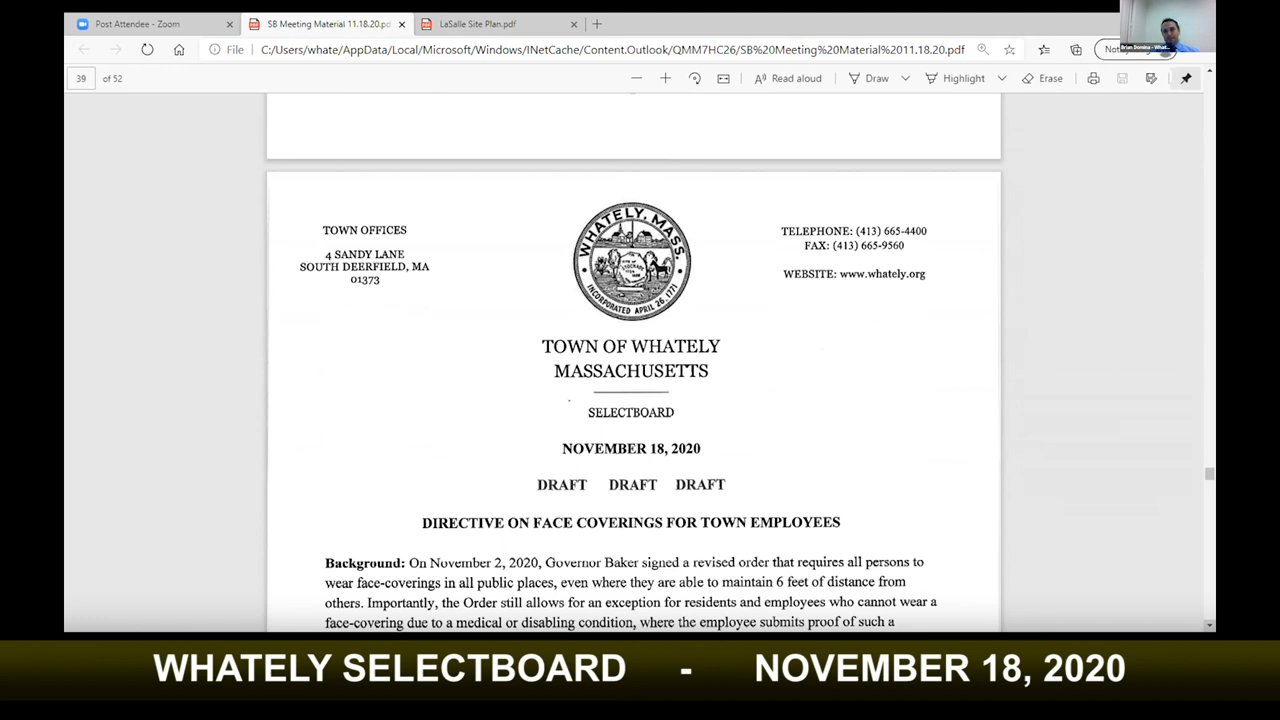 Post Attendee - Zoom
SB Meeting Material 11.18.20.pd
LaSalle Site Plan.pdf
File
C:/Users/whate/AppData/Local/Microsoft/Windows/INetCache/Content.Outlook/QMM7HC26/SB%20Meeting%20Material%2011.18.20.pdf
39 of 52
Read aloud
Draw
Highlight
Erase
TOWN OFFICES
4 SANDY LANE
SOUTH DEERFIELD, MA
01373
WHATELY, MASS.
INCORPORATED APRIL 26, 1771
TELEPHONE: (413) 665-4400
FAX: (413) 665-9560
WEBSITE: www.whately.org
TOWN OF WHATELY
MASSACHUSETTS
SELECTBOARD
NOVEMBER 18, 2020
DRAFT DRAFT DRAFT
DIRECTIVE ON FACE COVERINGS FOR TOWN EMPLOYEES
Background: On November 2, 2020, Governor Baker signed a revised order that requires all persons to
wear face-coverings in all public places, even where they are able to maintain 6 feet of distance from
others. Importantly, the Order still allows for an exception for residents and employees who cannot wear a
face-covering due to a medical or disabling condition, where the employee submits proof of such a
WHATELY SELECTBOARD - NOVEMBER 18, 2020